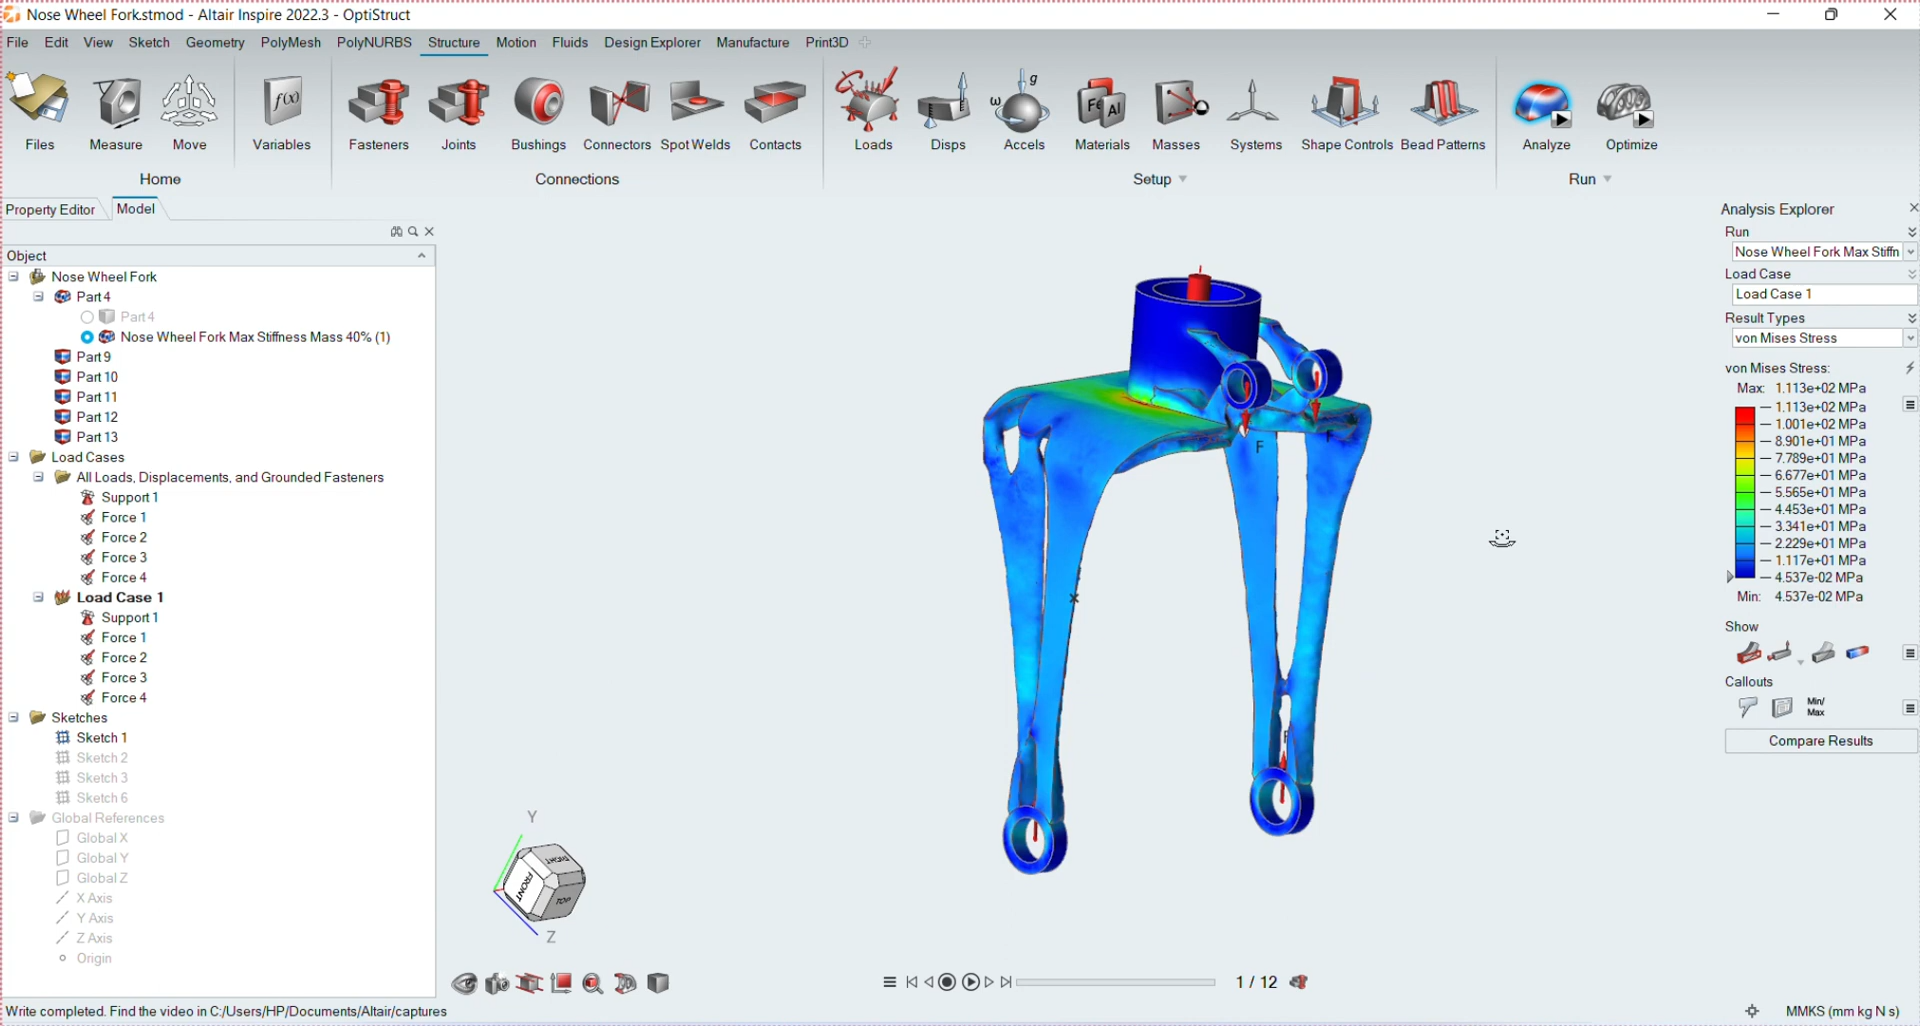 Nose Wheel Fork.stmod - Altair Inspire 2022.3 - OptiStruct
File Edit View Sketch Geometry PolyMesh PolyNURBS Structure Motion Fluids Design Explorer Manufacture Print3D
f(x) g ω Fe Al
Files Measure Move Variables Fasteners Joints Bushings Connectors Spot Welds Contacts Loads Disps Accels Materials Masses Systems Shape Controls Bead Patterns Analyze Optimize
Home Connections Setup Run
Property Editor Model
Object
Nose Wheel Fork
Part 4
Part 4
Nose Wheel Fork Max Stiffness Mass 40% (1)
Part 9
Part 10
Part 11
Part 12
Part 13
Load Cases
All Loads, Displacements, and Grounded Fasteners
Support 1
Force 1
Force 2
Force 3
Force 4
Load Case 1
Support 1
Force 1
Force 2
Force 3
Force 4
Sketches
Sketch 1
Sketch 2
Sketch 3
Sketch 6
Global References
Global X
Global Y
Global Z
X Axis
Y Axis
Z Axis
Origin
F
Y
RIGHT
FRONT
TOP
Z
1 / 12
Analysis Explorer
Run
Nose Wheel Fork Max Stiffn
Load Case
Load Case 1
Result Types
von Mises Stress
von Mises Stress:
Max: 1.113e+02 MPa
1.113e+02 MPa
1.001e+02 MPa
8.901e+01 MPa
7.789e+01 MPa
6.677e+01 MPa
5.565e+01 MPa
4.453e+01 MPa
3.341e+01 MPa
2.229e+01 MPa
1.117e+01 MPa
4.537e-02 MPa
Min: 4.537e-02 MPa
Show
Callouts
Min/
Max
Compare Results
Write completed. Find the video in C:/Users/HP/Documents/Altair/captures
MMKS (mm kg N s)